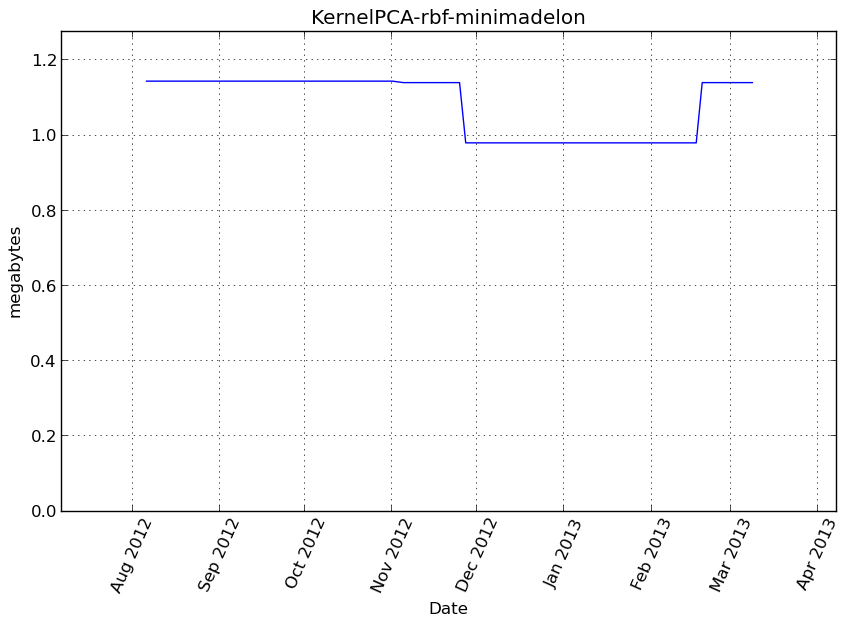 KernelPCA-rbf-minimadelon
megabytes
1.2
1.0
0.8
0.6
0.4
0.2
0.0
Aug 2012
Sep 2012
Oct 2012
Nov 2012
Dec 2012
Jan 2013
Feb 2013
Mar 2013
Apr 2013
Date